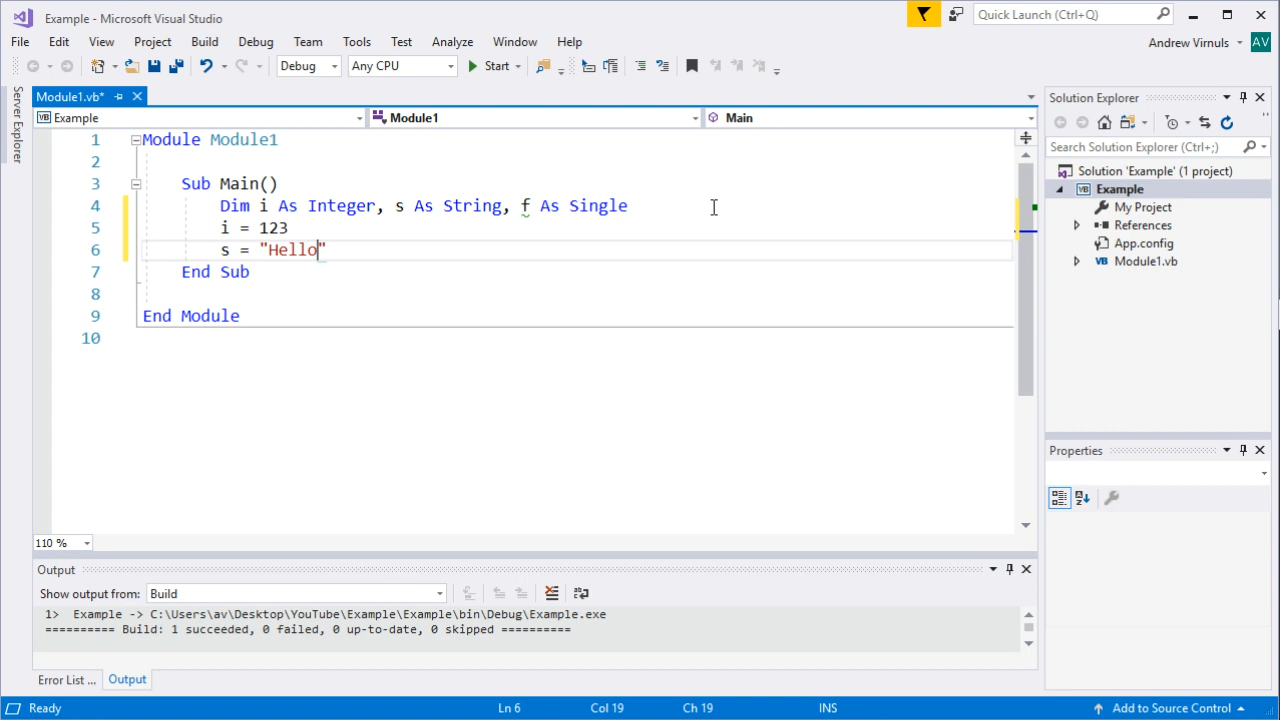 Example - Microsoft Visual Studio
Quick Launch (Ctrl+Q)
File Edit View Project Build Debug Team Tools Test Analyze Window Help
Andrew Virnuls AV
Debug Any CPU Start
Server Explorer
Module1.vb*
Example Module1 Main
1 Module Module1
2
3 Sub Main()
4 Dim i As Integer, s As String, f As Single
5 i = 123
6 s = "Hello"
7 End Sub
8
9 End Module
10
110 %
Solution Explorer
Search Solution Explorer (Ctrl+;)
Solution 'Example' (1 project)
Example
My Project
References
App.config
Module1.vb
Properties
Output
Show output from: Build
1> Example -> C:\Users\av\Desktop\YouTube\Example\Example\bin\Debug\Example.exe
========== Build: 1 succeeded, 0 failed, 0 up-to-date, 0 skipped ==========
Error List ... Output
Ready Ln 6 Col 19 Ch 19 INS Add to Source Control